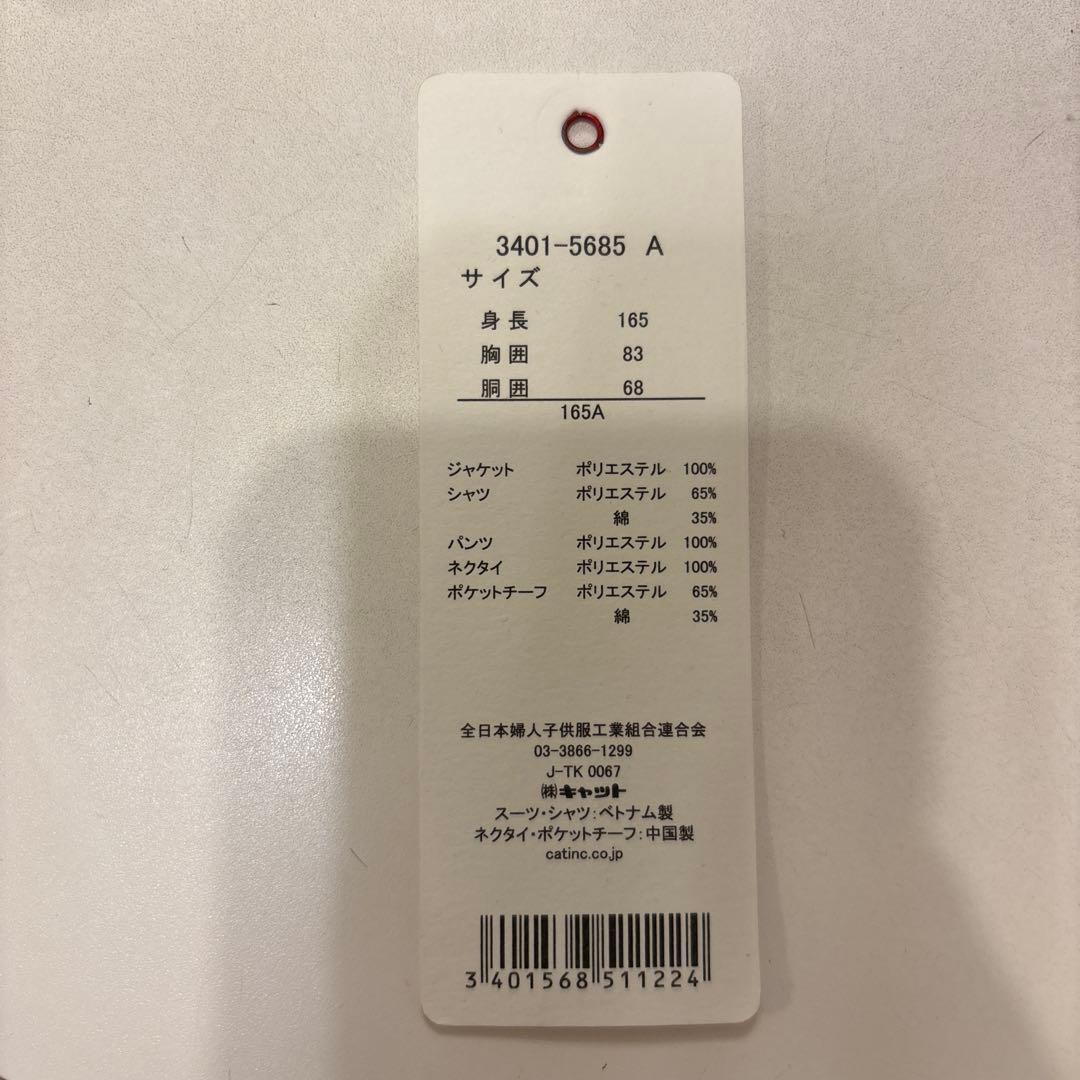 3401-5685 A
サイズ
身長 165
胸囲 83
胴囲 68
165A
ジャケット ポリエステル 100%
シャツ ポリエステル 65%
綿 35%
パンツ ポリエステル 100%
ネクタイ ポリエステル 100%
ポケットチーフ ポリエステル 65%
綿 35%
全日本婦人子供服工業組合連合会
03-3866-1299
J-TK 0067
㈱キャット
スーツ・シャツ:ベトナム製
ネクタイ・ポケットチーフ:中国製
catinc.co.jp
3 401568 511224